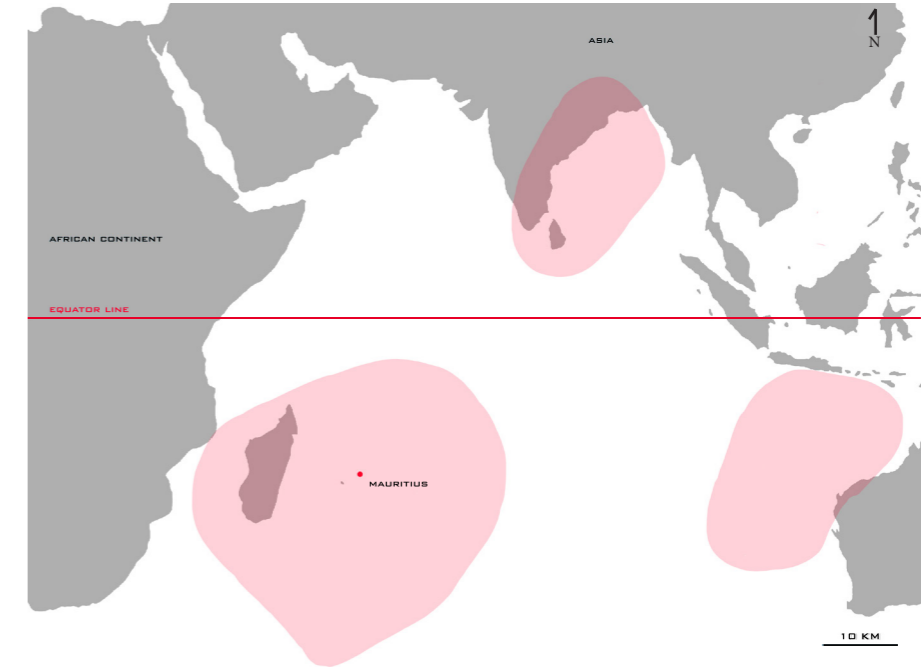 ASIA
N
AFRICAN CONTINENT
EQUATOR LINE
MAURITIUS
10 KM